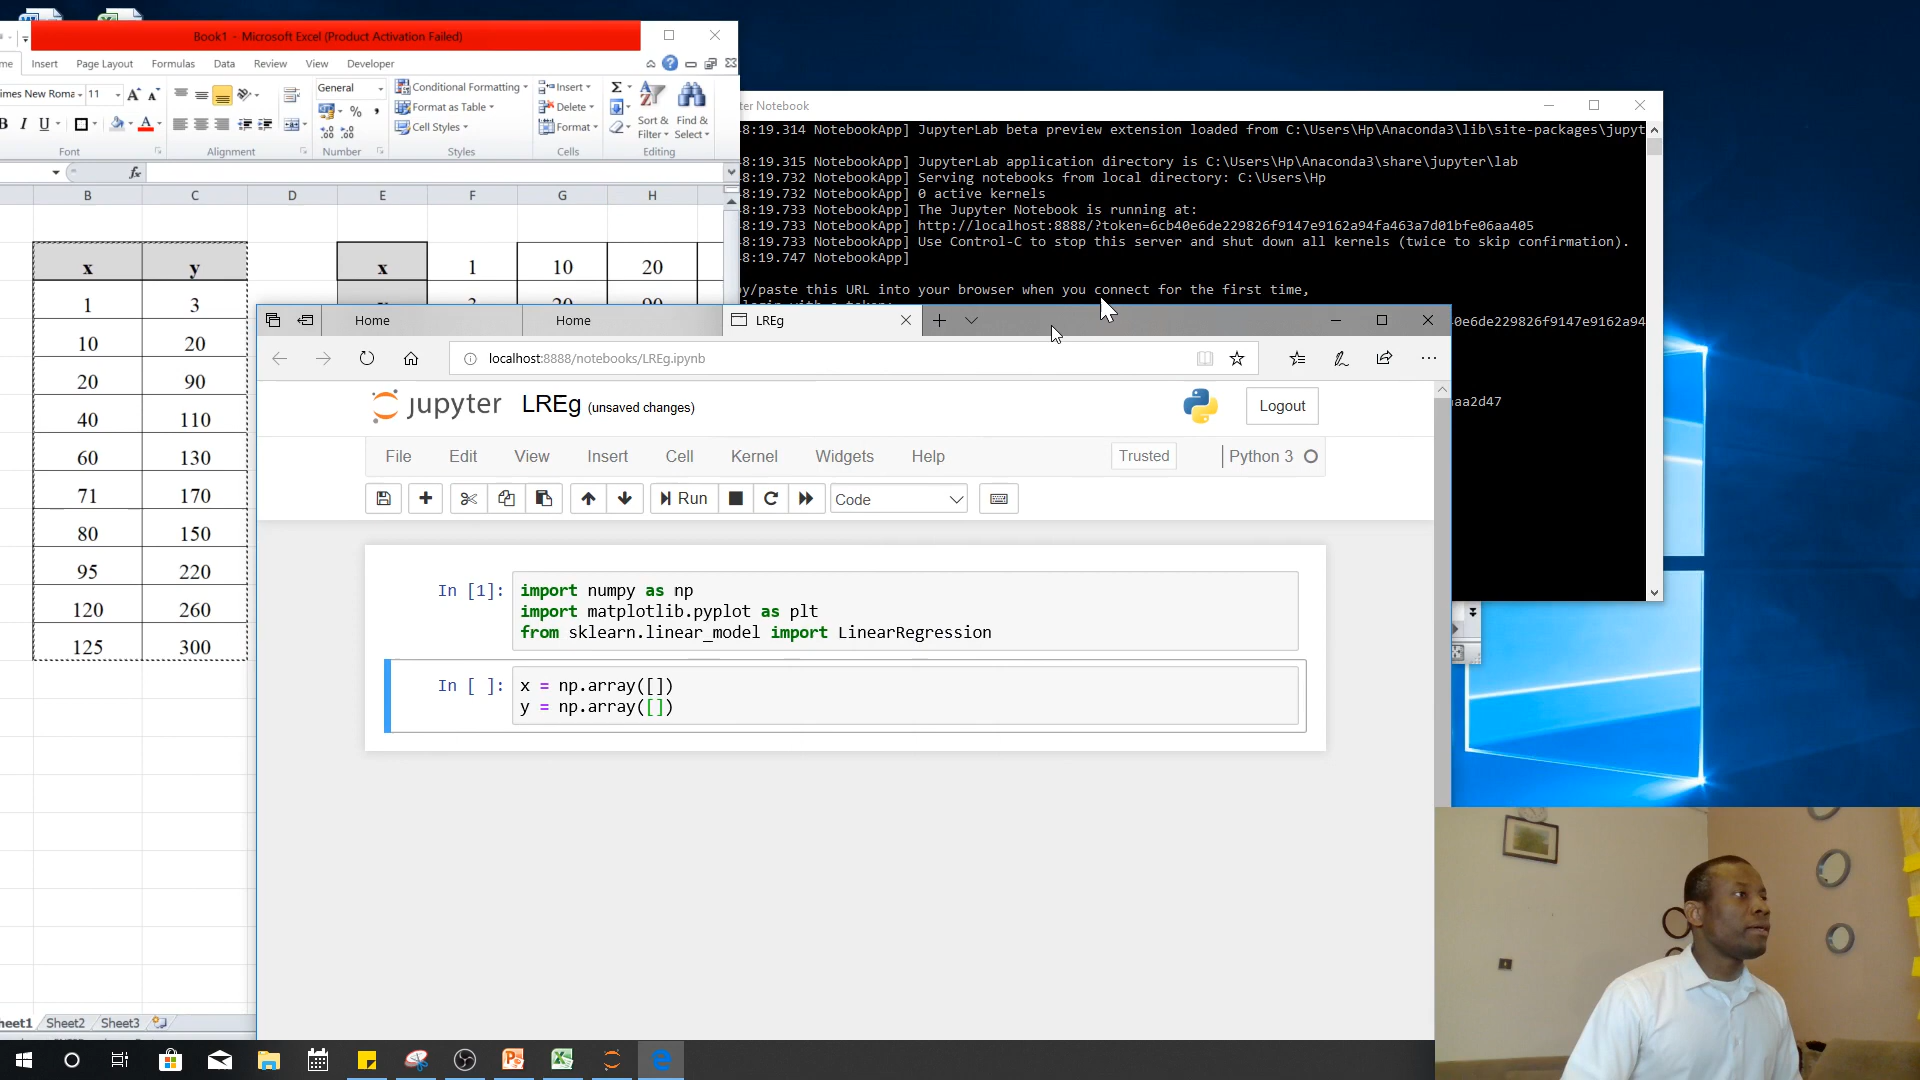 Book1 - Microsoft Excel (Product Activation Failed)
Insert Page Layout Formulas Data Review View Developer
11 General Conditional Formatting Insert
Format as Table Delete
Cell Styles Format Sort & Filter Find & Select
Font Alignment Number Styles Cells Editing
fx
B C D E F G H
x y x 1 10 20
1 3
10 20
20 90
40 110
60 130
71 170
80 150
95 220
120 260
125 300
Sheet2 Sheet3
Notebook
8:19.314 NotebookApp] JupyterLab beta preview extension loaded from C:\Users\Hp\Anaconda3\lib\site-packages\jupyt
8:19.315 NotebookApp] JupyterLab application directory is C:\Users\Hp\Anaconda3\share\jupyter\lab
8:19.732 NotebookApp] Serving notebooks from local directory: C:\Users\Hp
8:19.732 NotebookApp] 0 active kernels
8:19.733 NotebookApp] The Jupyter Notebook is running at:
8:19.733 NotebookApp] http://localhost:8888/?token=6cb40e6de229826f9147e9162a94fa463a7d01bfe06aa405
8:19.733 NotebookApp] Use Control-C to stop this server and shut down all kernels (twice to skip confirmation).
8:19.747 NotebookApp]
py/paste this URL into your browser when you connect for the first time,
0e6de229826f9147e9162a94
aa2d47
Home Home LREg
localhost:8888/notebooks/LREg.ipynb
jupyter LREg (unsaved changes) Logout
File Edit View Insert Cell Kernel Widgets Help Trusted Python 3
Run Code
In [1]: import numpy as np
import matplotlib.pyplot as plt
from sklearn.linear_model import LinearRegression
In [ ]: x = np.array([])
y = np.array([])